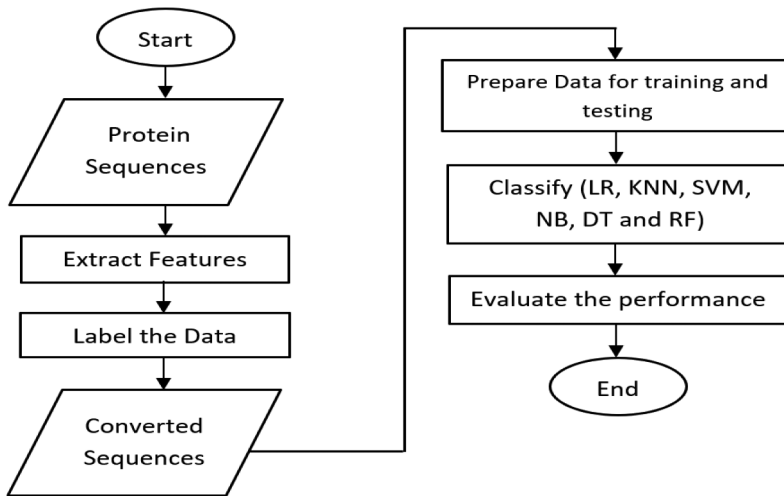 Start
Protein
Sequences
Extract Features
Label the Data
Converted
Sequences
Prepare Data for training and
testing
Classify (LR, KNN, SVM,
NB, DT and RF)
Evaluate the performance
End